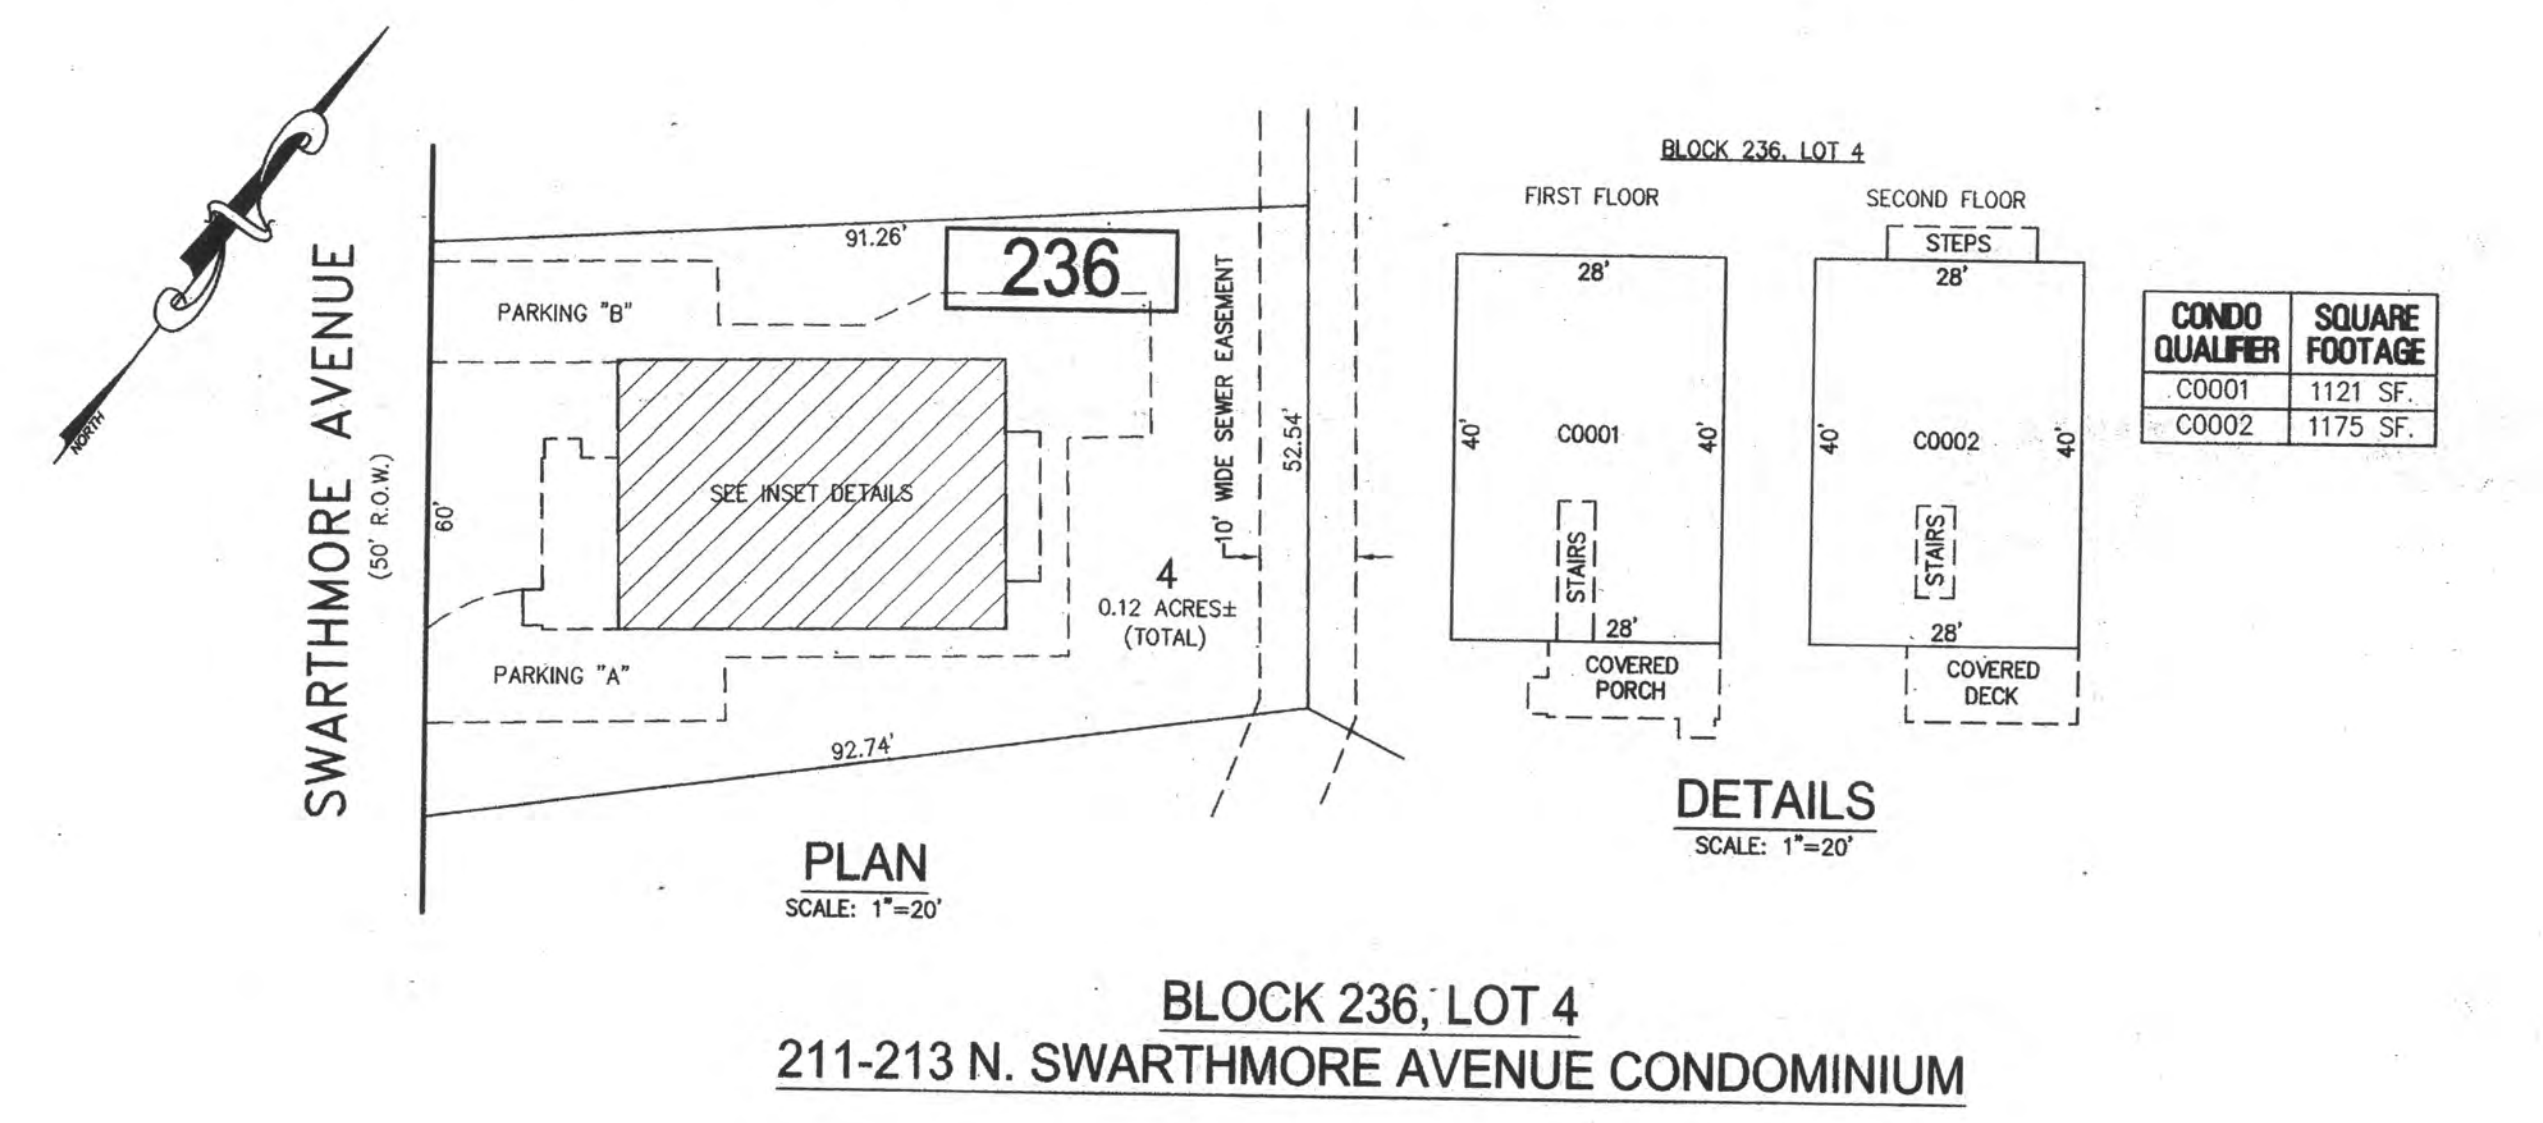 NORTH
SWARTHMORE AVENUE
(50' R.O.W.)
60'
91.26'
236
PARKING "B"
SEE INSET DETAILS
PARKING "A"
92.74'
4
0.12 ACRES±
(TOTAL)
10' WIDE SEWER EASEMENT
52.54'
PLAN
SCALE: 1"=20'
BLOCK 236, LOT 4
FIRST FLOOR
28'
40'
C0001
40'
STAIRS
28'
COVERED
PORCH
SECOND FLOOR
STEPS
28'
40'
C0002
40'
STAIRS
28'
COVERED
DECK
DETAILS
SCALE: 1"=20'
CONDO QUALIFIER SQUARE FOOTAGE
C0001 1121 SF.
C0002 1175 SF.
BLOCK 236, LOT 4
211-213 N. SWARTHMORE AVENUE CONDOMINIUM